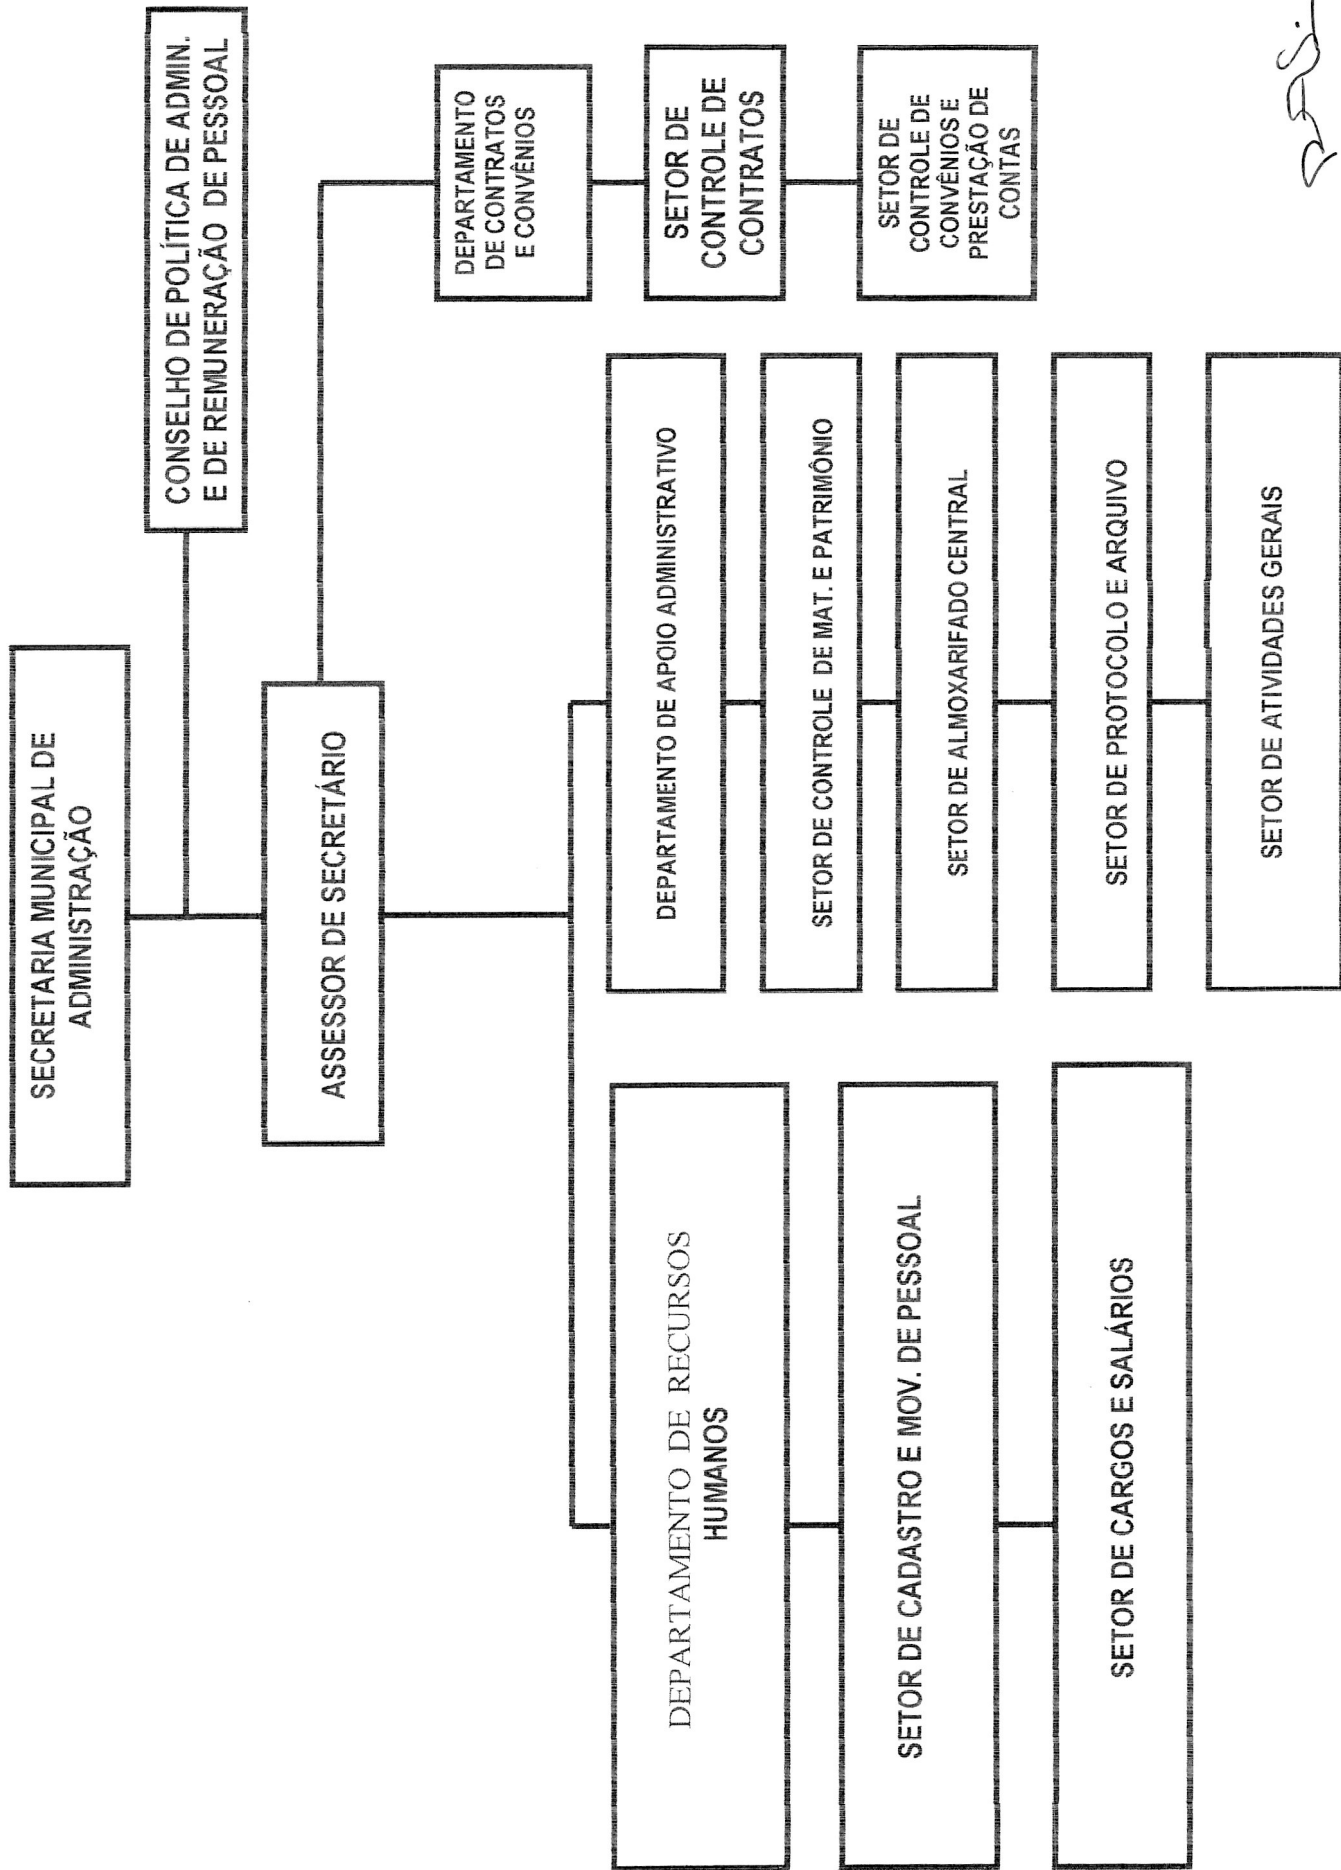 SECRETARIA MUNICIPAL DE
ADMINISTRAÇÃO
CONSELHO DE POLÍTICA DE ADMIN.
E DE REMUNERAÇÃO DE PESSOAL
ASSESSOR DE SECRETÁRIO
DEPARTAMENTO DE RECURSOS
HUMANOS
SETOR DE CADASTRO E MOV. DE PESSOAL
SETOR DE CARGOS E SALÁRIOS
DEPARTAMENTO DE APOIO ADMINISTRATIVO
SETOR DE CONTROLE DE MAT. E PATRIMÔNIO
SETOR DE ALMOXARIFADO CENTRAL
SETOR DE PROTOCOLO E ARQUIVO
SETOR DE ATIVIDADES GERAIS
DEPARTAMENTO
DE CONTRATOS
E CONVÊNIOS
SETOR DE
CONTROLE DE
CONTRATOS
SETOR DE
CONTROLE DE
CONVÊNIOS E
PRESTAÇÃO DE
CONTAS